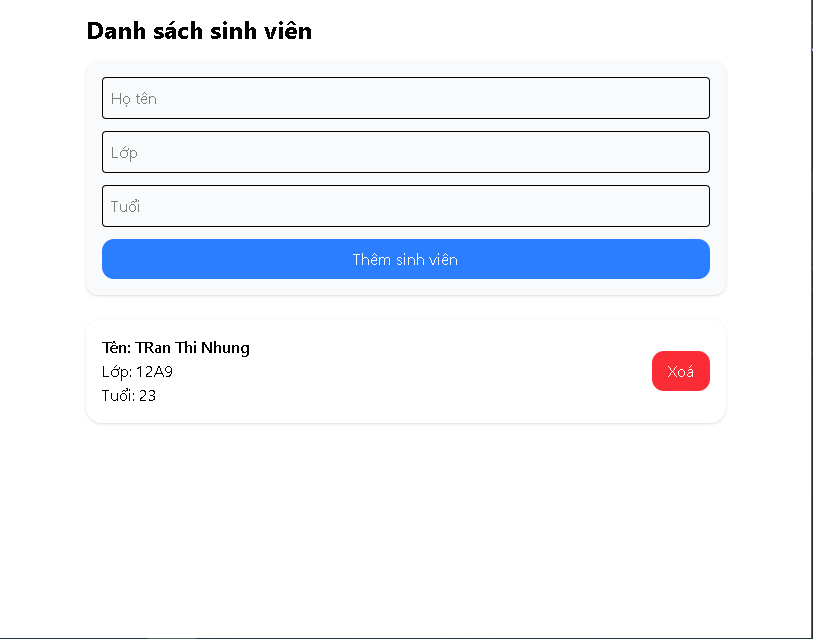 Danh sách sinh viên
Họ tên
Lớp
Tuổi
Thêm sinh viên
Tên: TRan Thi Nhung
Lớp: 12A9
Tuổi: 23
Xoá